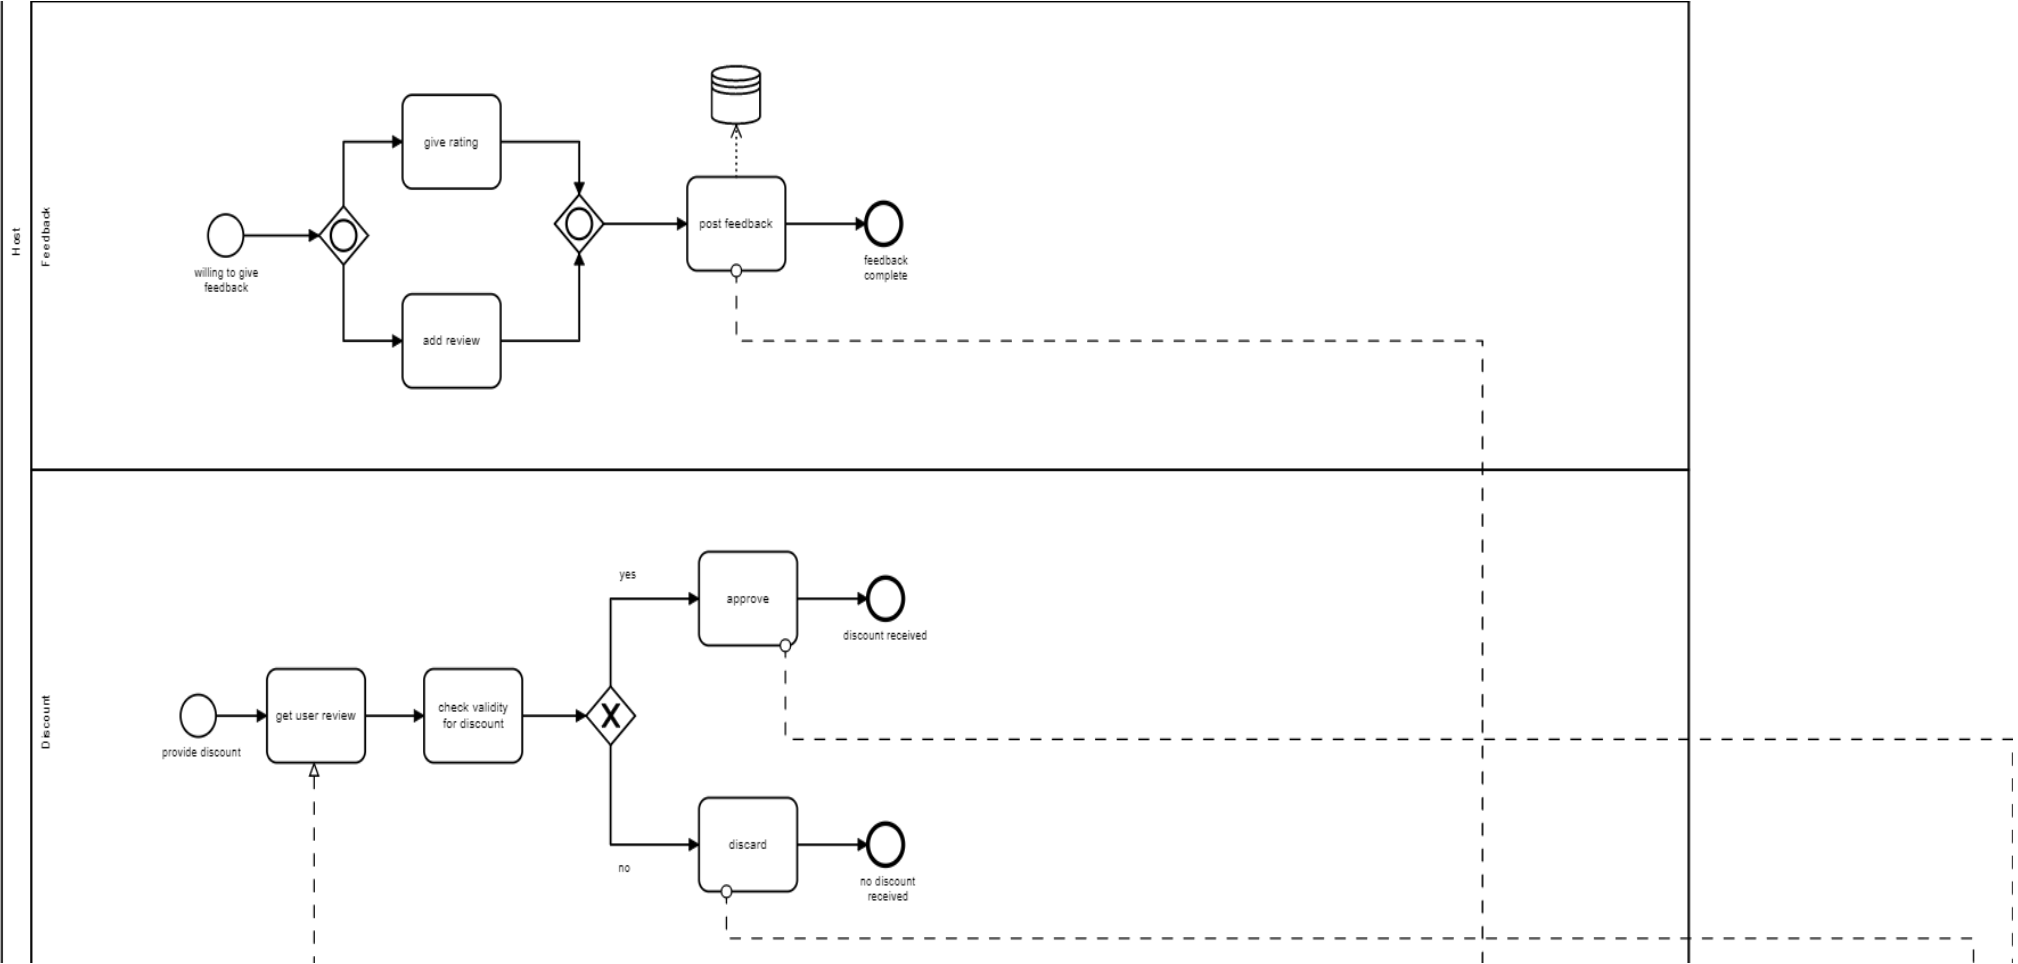 Host
Feedback
give rating
willing to give
feedback
post feedback
feedback
complete
add review
Discount
yes
approve
discount received
get user review
check validity
for discount
provide discount
no
discard
no discount
received